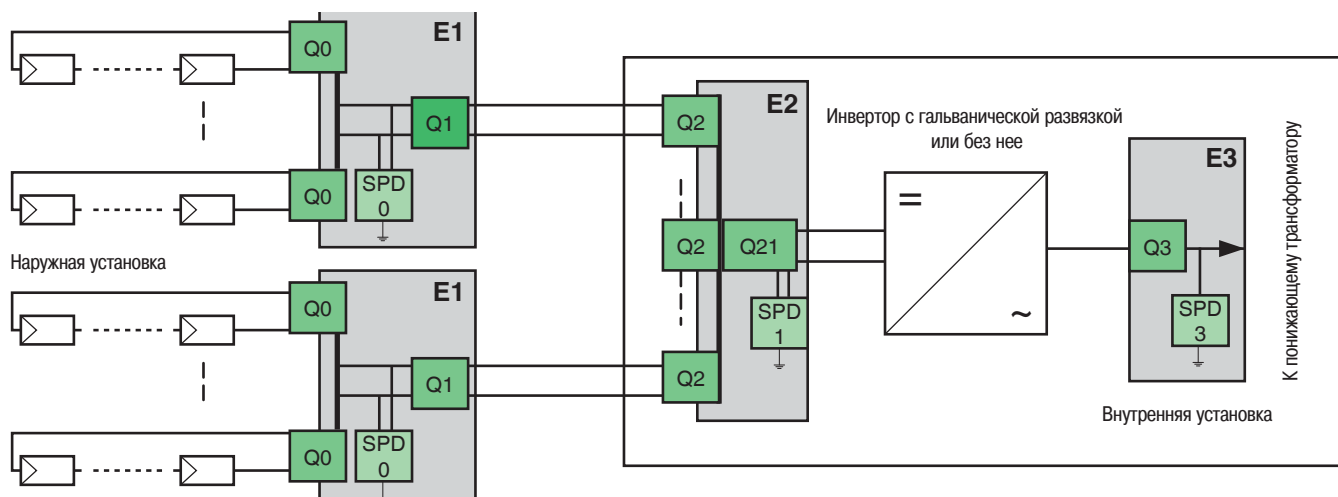 E1
Q0
Q1
SPD
0
Q0
Наружная установка
E1
Q0
Q1
SPD
0
Q0
E2
Q2
Q2
Q21
SPD
1
Q2
Инвертор с гальванической развязкой
или без нее
=
~
E3
Q3
SPD
3
К понижающему трансформатору
Внутренняя установка